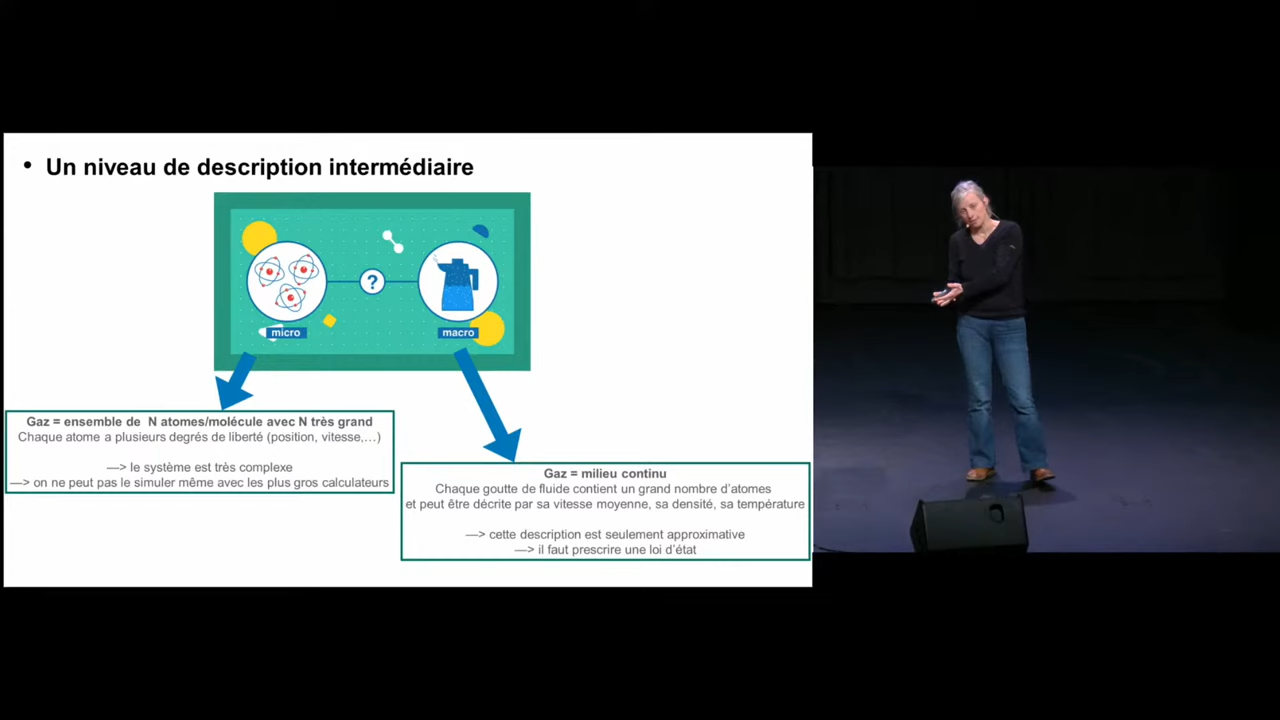 • Un niveau de description intermédiaire
?
micro
macro
Gaz = ensemble de N atomes/molécule avec N très grand
Chaque atome a plusieurs degrés de liberté (position, vitesse,…)
—> le système est très complexe
—> on ne peut pas le simuler même avec les plus gros calculateurs
Gaz = milieu continu
Chaque goutte de fluide contient un grand nombre d’atomes
et peut être décrite par sa vitesse moyenne, sa densité, sa température
—> cette description est seulement approximative
—> il faut prescrire une loi d’état